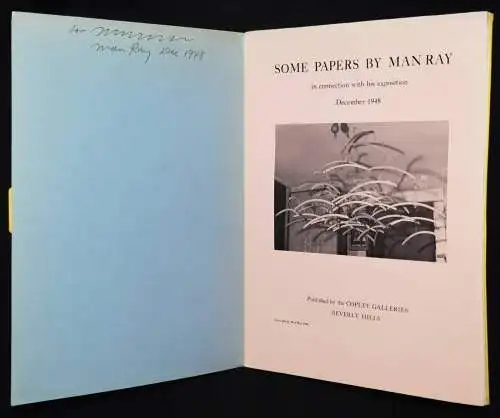 for
Man Ray Dec 1948
SOME PAPERS BY MAN RAY
in connection with his exposition
December 1948
Published by the COPLEY GALLERIES
BEVERLY HILLS